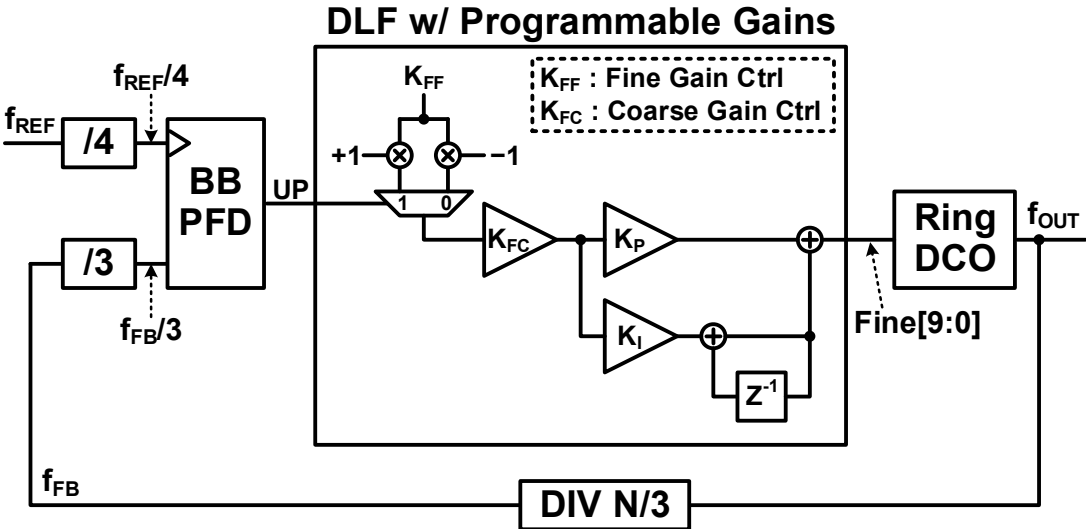 DLF w/ Programmable Gains
K_FF : Fine Gain Ctrl
K_FC : Coarse Gain Ctrl
K_FF
f_REF/4
f_REF
/4
+1
−1
BB
PFD
UP
1
0
K_FC
K_P
Ring
DCO
f_OUT
/3
f_FB/3
K_I
Fine[9:0]
Z⁻¹
f_FB
DIV N/3